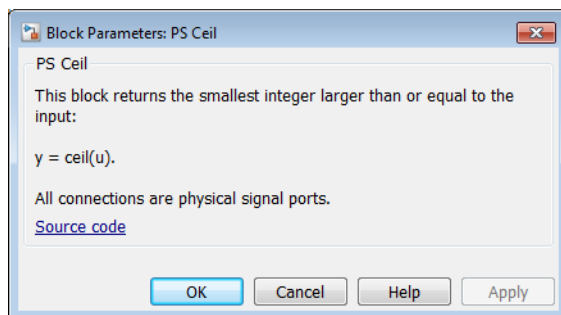 Block Parameters: PS Ceil
PS Ceil
This block returns the smallest integer larger than or equal to the
input:
y = ceil(u).
All connections are physical signal ports.
Source code
OK Cancel Help Apply